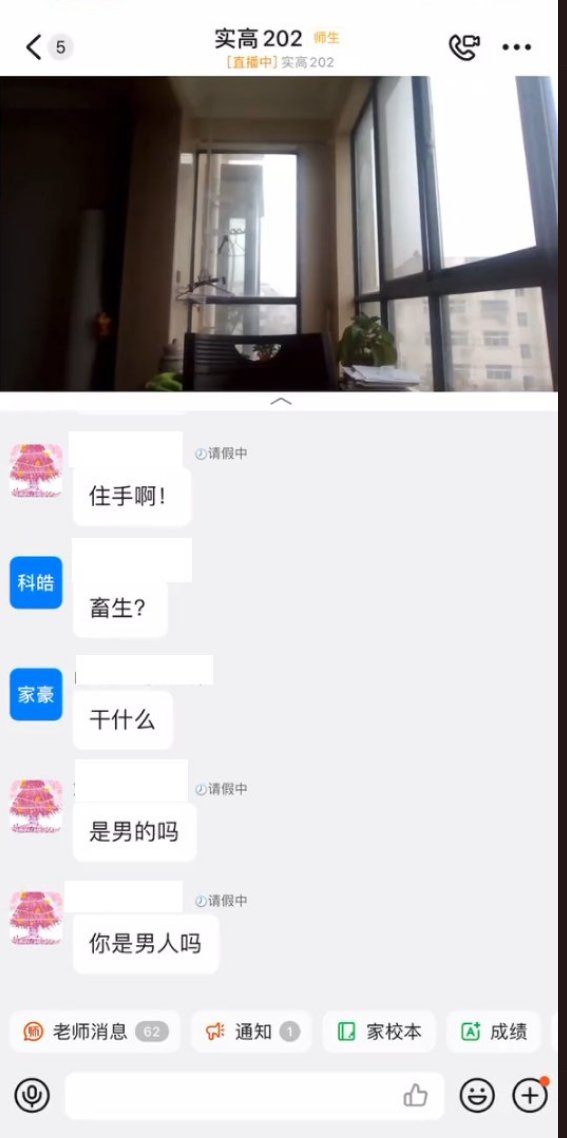 5
实高202 师生
[直播中] 实高202
请假中
住手啊！
科皓
畜生？
家豪
干什么
请假中
是男的吗
请假中
你是男人吗
师 老师消息 62
通知 1
家校本
A+ 成绩